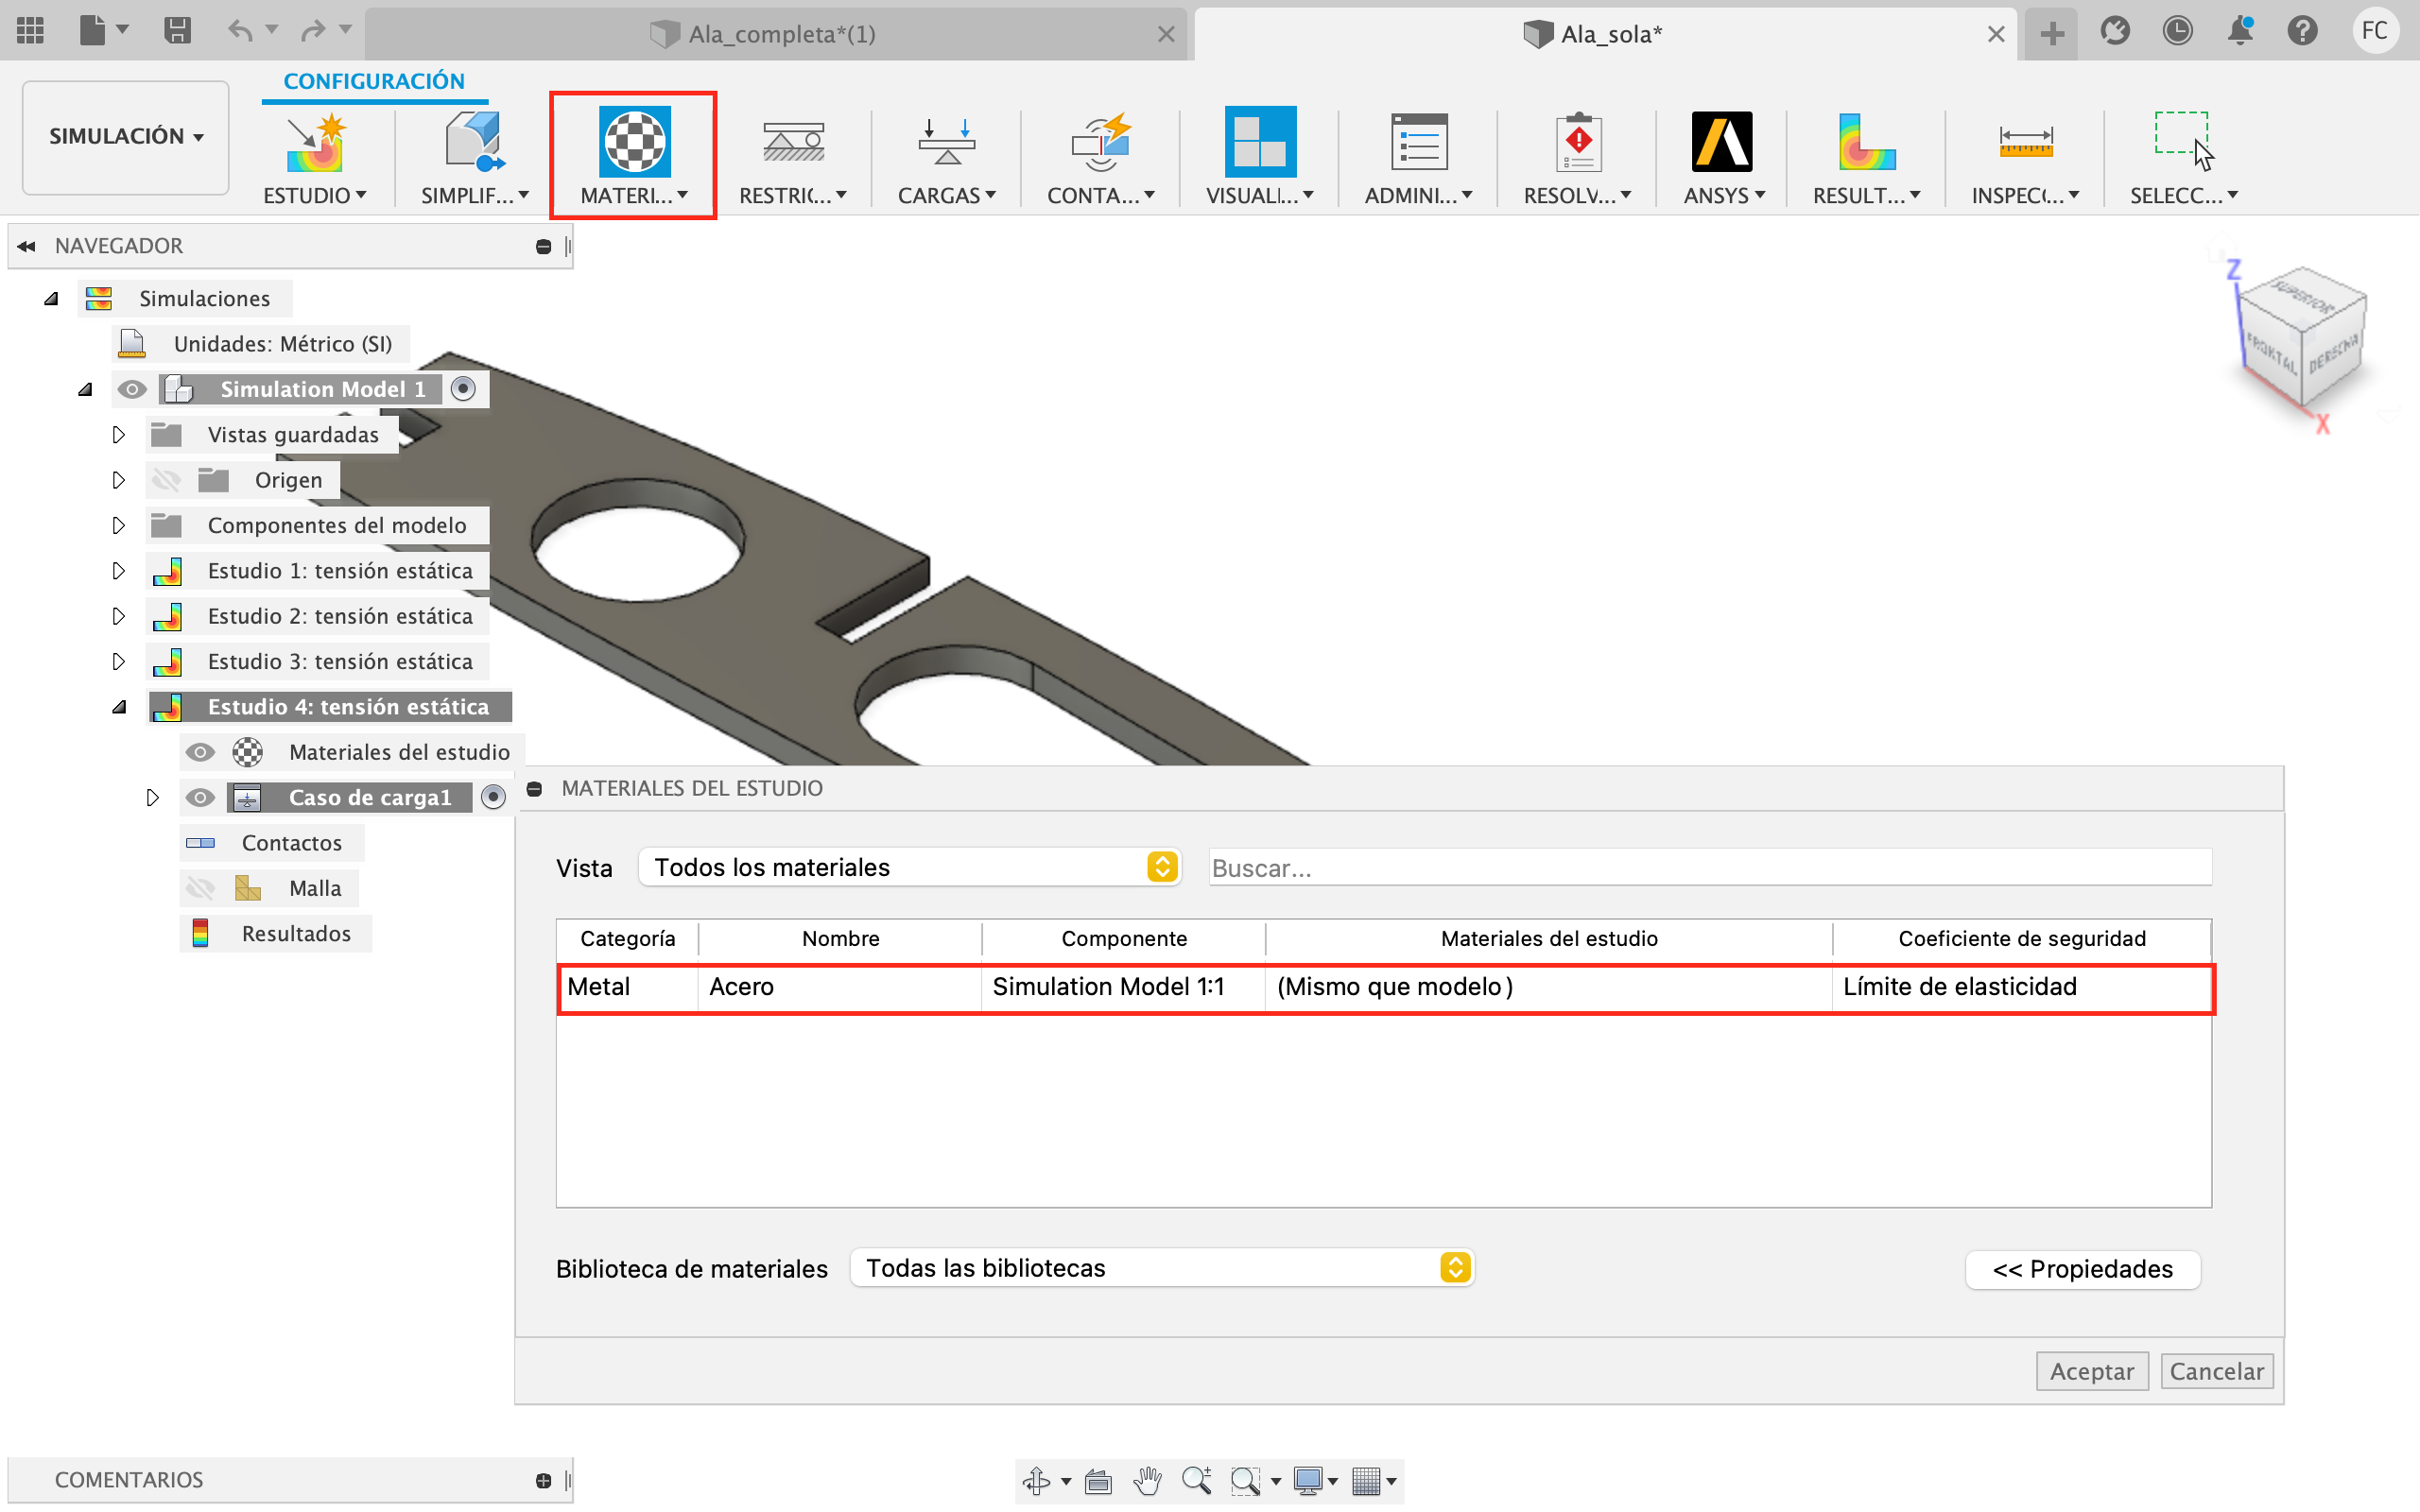 Ala_completa*(1)
Ala_sola*
FC
CONFIGURACIÓN
SIMULACIÓN
ESTUDIO
SIMPLIF...
MATERI...
RESTRIC...
CARGAS
CONTA...
VISUALI...
ADMINI...
RESOLV...
ANSYS
RESULT...
INSPECC...
SELECC...
NAVEGADOR
Simulaciones
Unidades: Métrico (SI)
Simulation Model 1
Vistas guardadas
Origen
Componentes del modelo
Estudio 1: tensión estática
Estudio 2: tensión estática
Estudio 3: tensión estática
Estudio 4: tensión estática
Materiales del estudio
Caso de carga1
Contactos
Malla
Resultados
Z
SUPERIOR
FRONTAL
DERECHA
X
MATERIALES DEL ESTUDIO
Vista
Todos los materiales
Buscar...
Categoría Nombre Componente Materiales del estudio Coeficiente de seguridad
Metal Acero Simulation Model 1:1 (Mismo que modelo) Límite de elasticidad
Biblioteca de materiales
Todas las bibliotecas
<< Propiedades
Aceptar
Cancelar
COMENTARIOS